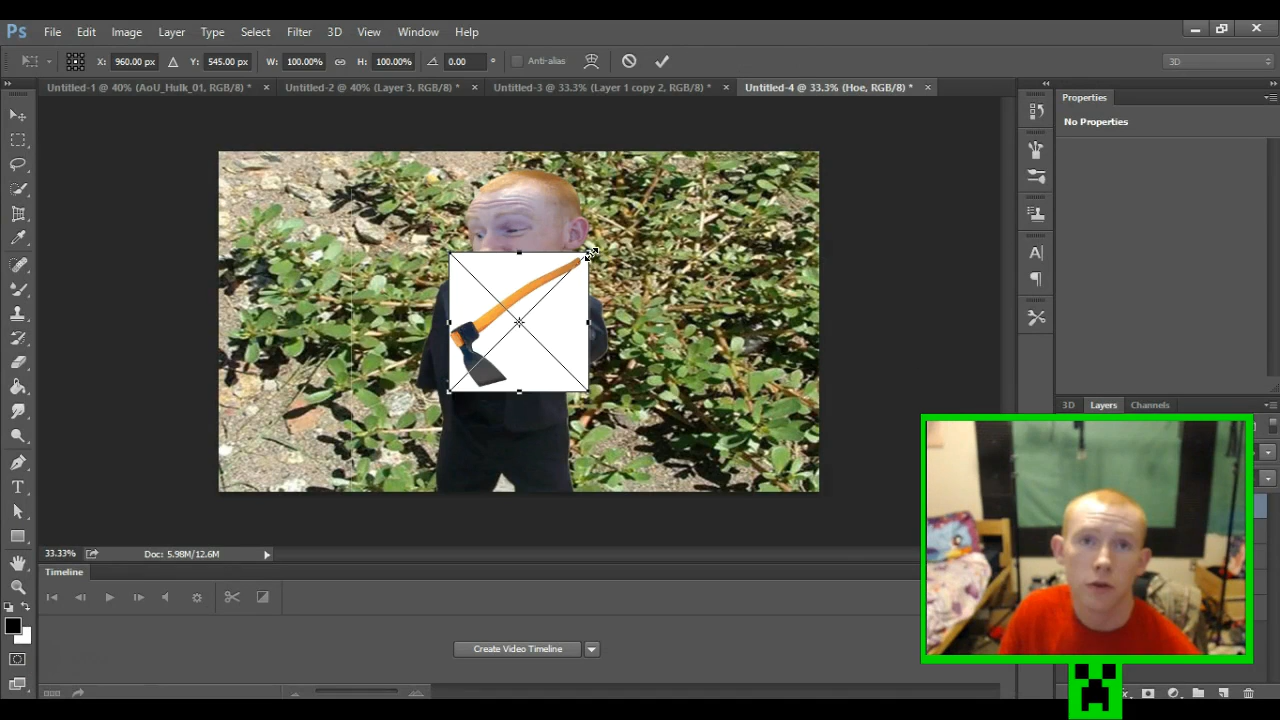 Ps File Edit Image Layer Type Select Filter 3D View Window Help
X: 960.00 px Y: 545.00 px W: 100.00% H: 100.00% 0.00 ° Anti-alias 3D
Untitled-1 @ 40% (AoU_Hulk_01, RGB/8) * × Untitled-2 @ 40% (Layer 3, RGB/8) * × Untitled-3 @ 33.3% (Layer 1 copy 2, RGB/8) * × Untitled-4 @ 33.3% (Hoe, RGB/8) * ×
Properties
No Properties
3D Layers Channels
33.33% Doc: 5.98M/12.6M
Timeline
Create Video Timeline